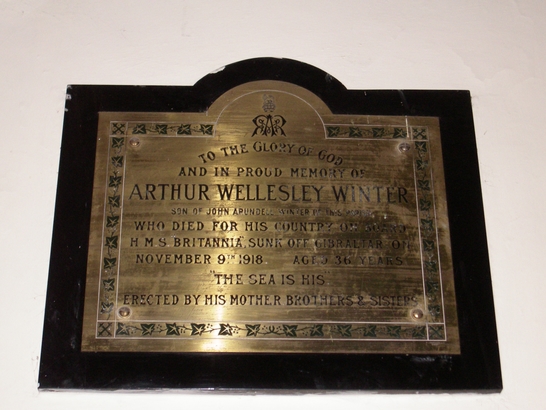 TO THE GLORY OF GOD
AND IN PROUD MEMORY OF
ARTHUR WELLESLEY WINTER
SON OF JOHN ARUNDELL WINTER
WHO DIED FOR HIS COUNTRY ON BOARD
H.M.S. BRITANNIA", SUNK OFF GIBRALTAR ON
NOVEMBER 9TH 1918. AGED 36 YEARS
"THE SEA IS HIS"
ERECTED BY HIS MOTHER BROTHERS & SISTERS